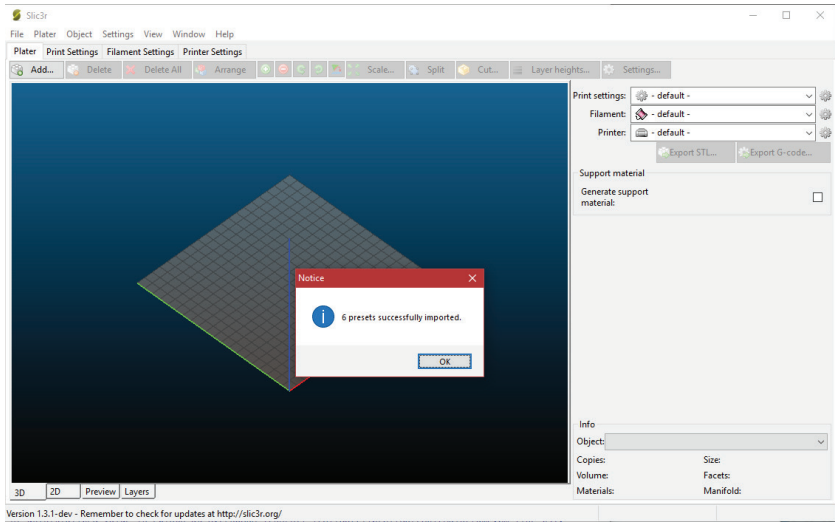 Slic3r
File Plater Object Settings View Window Help
Plater Print Settings Filament Settings Printer Settings
Add... Delete Delete All Arrange Scale... Split Cut... Layer heights... Settings...
Print settings: - default -
Filament: - default -
Printer: - default -
Export STL... Export G-code...
Support material
Generate support
material:
Notice
6 presets successfully imported.
OK
Info
Object:
Copies: Size:
Volume: Facets:
Materials: Manifold:
3D 2D Preview Layers
Version 1.3.1-dev - Remember to check for updates at http://slic3r.org/